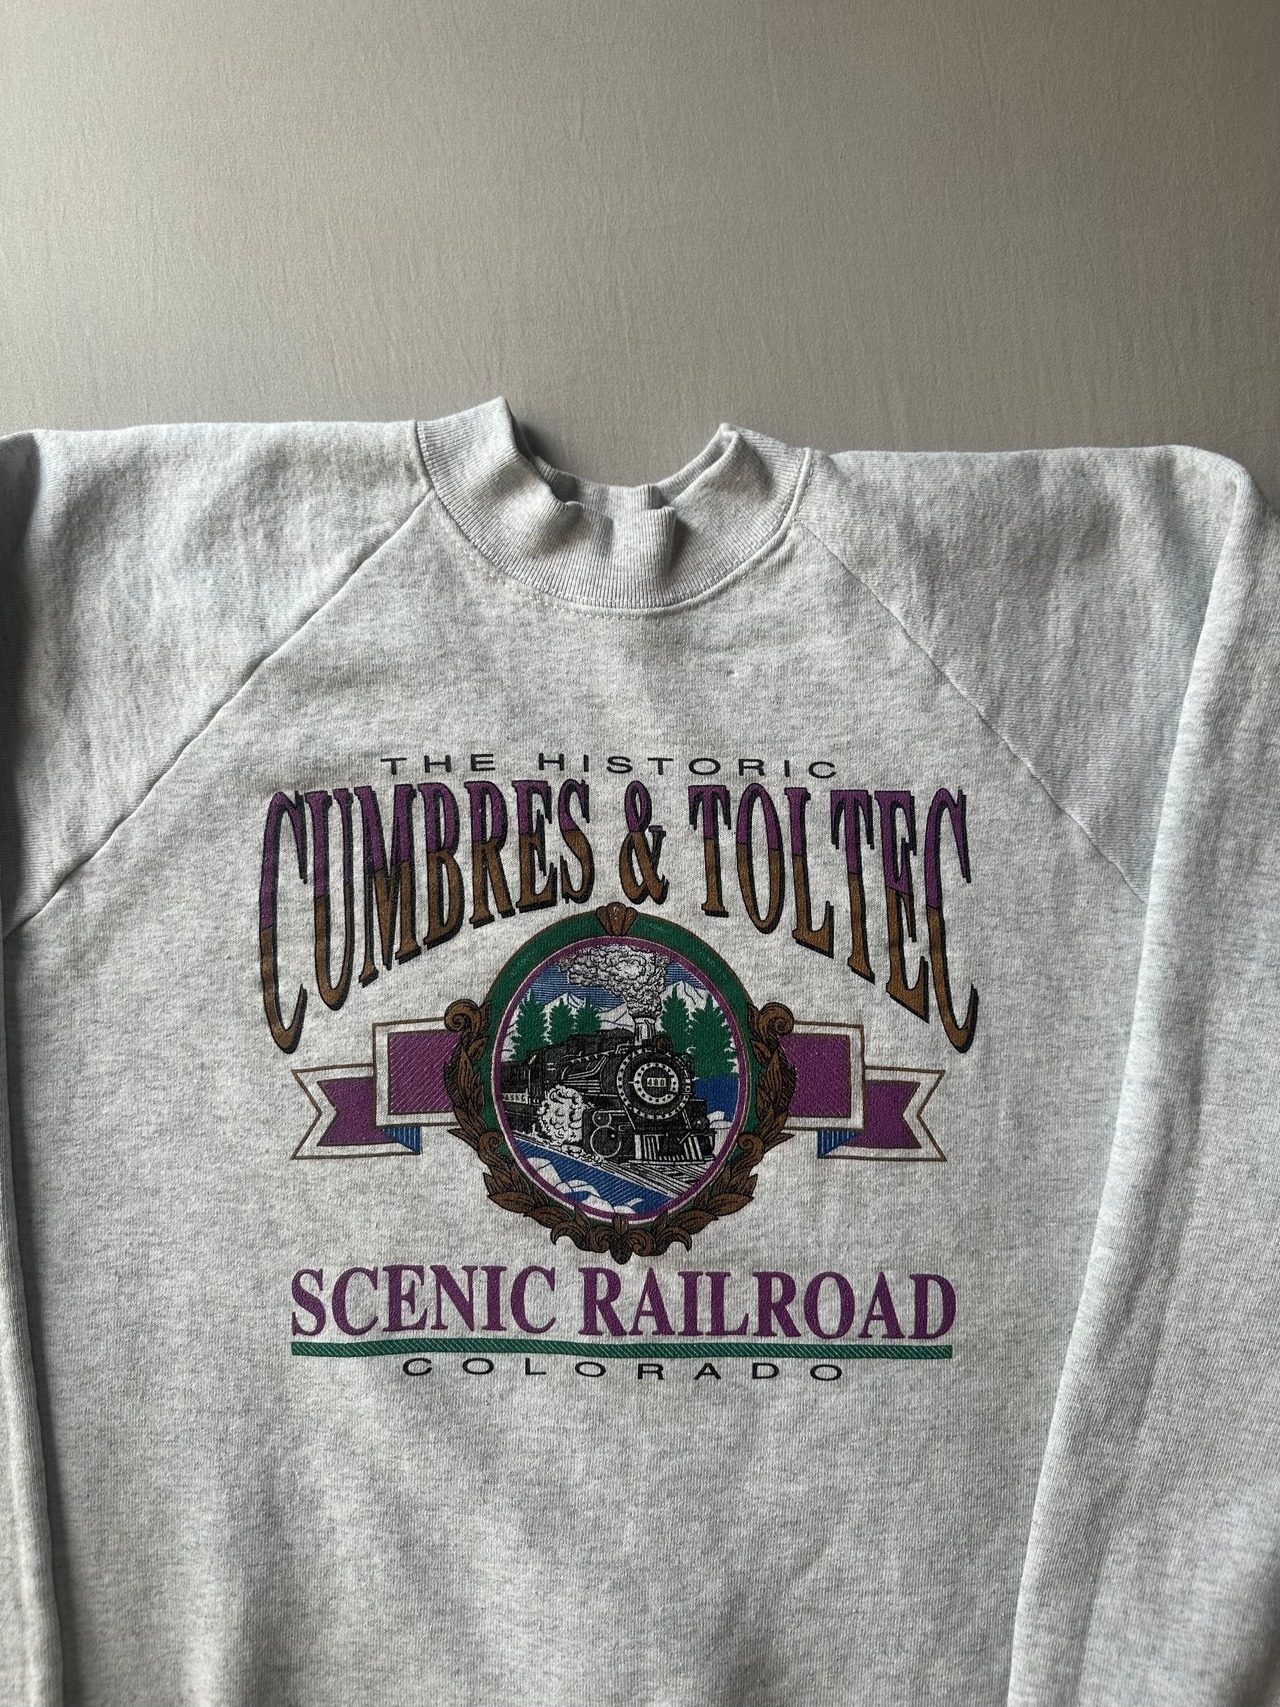 THE HISTORIC
CUMBRES & TOLTEC
SCENIC RAILROAD
COLORADO